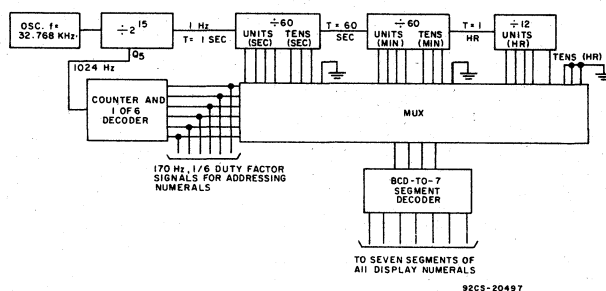 OSC. f=
32.768 KHz.
÷2 15
Q5
1024 Hz
1 Hz
T= 1 SEC
÷60
UNITS TENS
(SEC) (SEC)
T = 60
SEC
÷60
UNITS TENS
(MIN) (MIN)
T = 1
HR
÷12
UNITS
(HR)
TENS (HR)
COUNTER AND
1 OF 6
DECODER
MUX
170 Hz, 1/6 DUTY FACTOR
SIGNALS FOR ADDRESSING
NUMERALS
BCD-TO-7
SEGMENT
DECODER
TO SEVEN SEGMENTS OF
All DISPLAY NUMERALS
92CS-20497